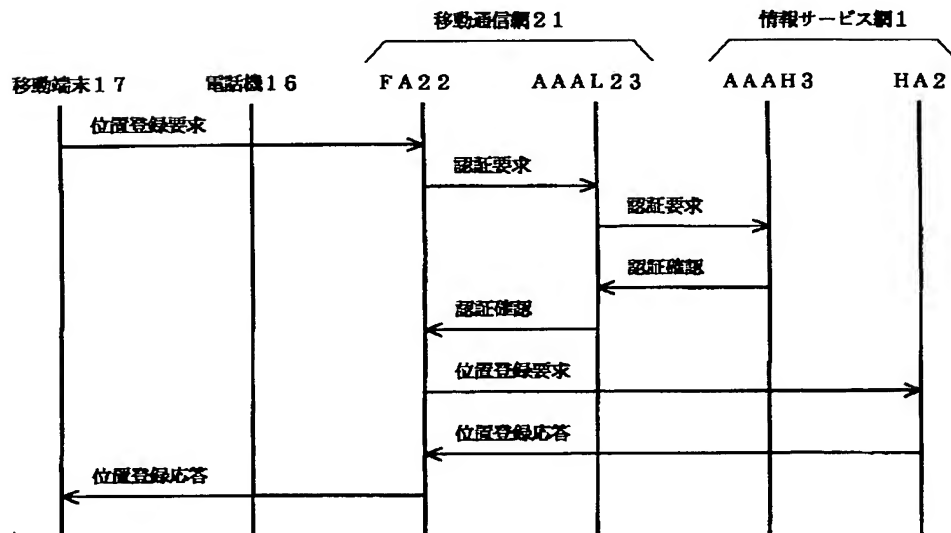 移動通信網21
情報サービス網1
移動端末17
電話機16
FA22
AAAL23
AAAH3
HA2
位置登録要求
認証要求
認証要求
認証確認
認証確認
位置登録要求
位置登録応答
位置登録応答